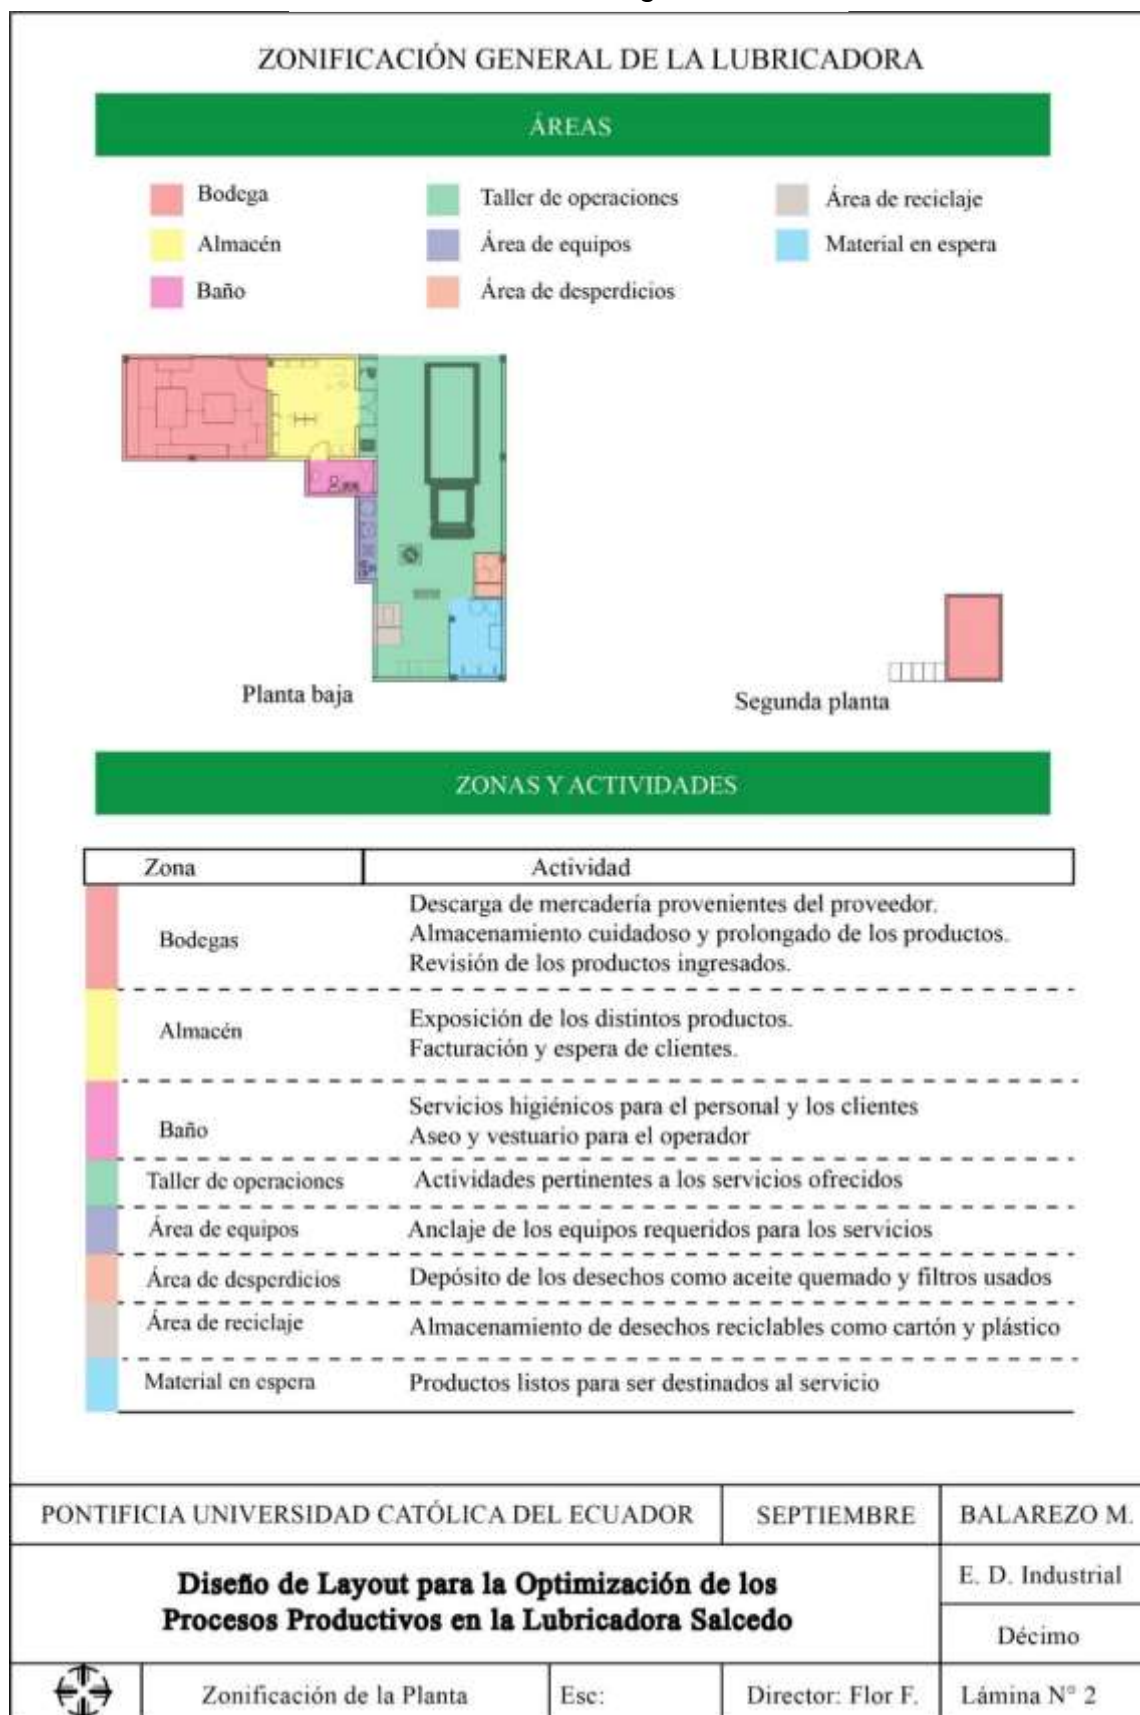 ZONIFICACIÓN GENERAL DE LA LUBRICADORA
ÁREAS
Bodega
Taller de operaciones
Área de reciclaje
Almacén
Área de equipos
Material en espera
Baño
Área de desperdicios
Planta baja
Segunda planta
ZONAS Y ACTIVIDADES
Zona
Actividad
Bodegas
Descarga de mercadería provenientes del proveedor.
Almacenamiento cuidadoso y prolongado de los productos.
Revisión de los productos ingresados.
Almacén
Exposición de los distintos productos.
Facturación y espera de clientes.
Baño
Servicios higiénicos para el personal y los clientes
Aseo y vestuario para el operador
Taller de operaciones
Actividades pertinentes a los servicios ofrecidos
Área de equipos
Anclaje de los equipos requeridos para los servicios
Área de desperdicios
Depósito de los desechos como aceite quemado y filtros usados
Área de reciclaje
Almacenamiento de desechos reciclables como cartón y plástico
Material en espera
Productos listos para ser destinados al servicio
PONTIFICIA UNIVERSIDAD CATÓLICA DEL ECUADOR
SEPTIEMBRE
BALAREZO M.
Diseño de Layout para la Optimización de los
Procesos Productivos en la Lubricadora Salcedo
E. D. Industrial
Décimo
Zonificación de la Planta
Esc:
Director: Flor F.
Lámina N° 2